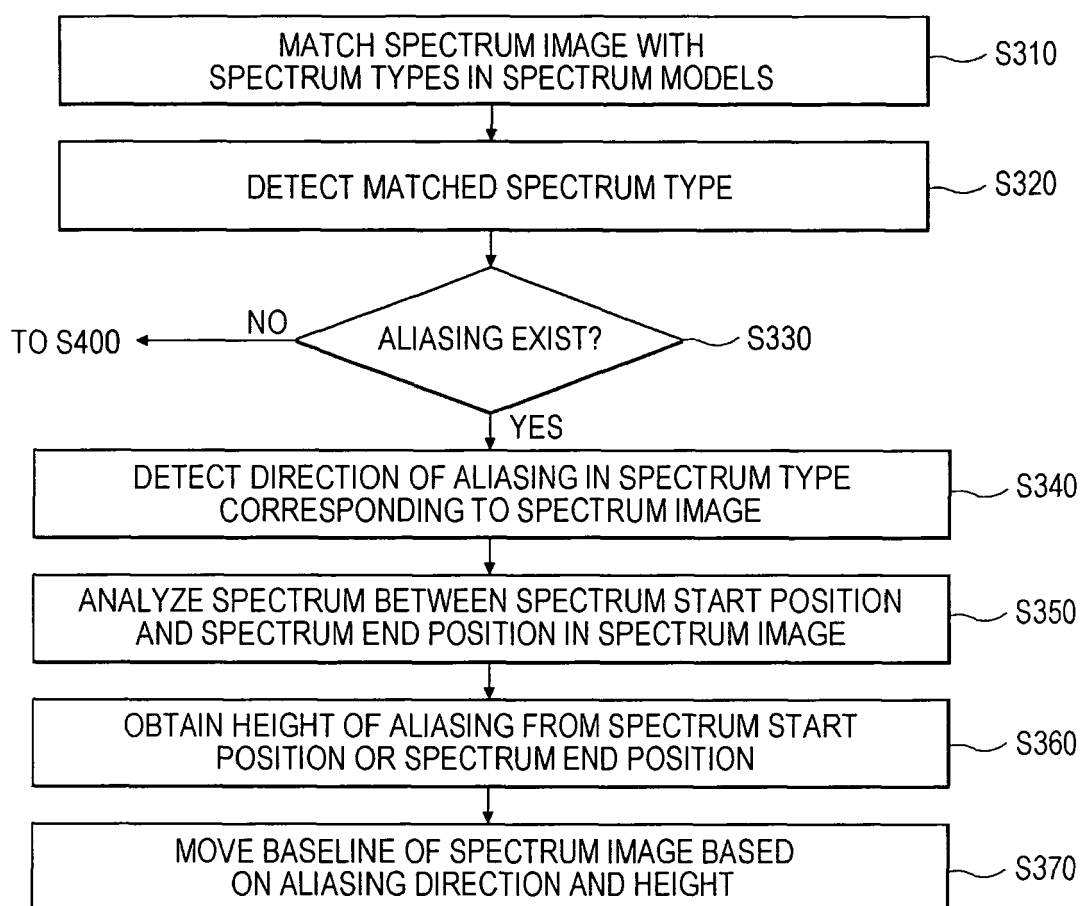 MATCH SPECTRUM IMAGE WITH
SPECTRUM TYPES IN SPECTRUM MODELS
S310
DETECT MATCHED SPECTRUM TYPE
S320
ALIASING EXIST?
S330
NO
TO S400
YES
DETECT DIRECTION OF ALIASING IN SPECTRUM TYPE
CORRESPONDING TO SPECTRUM IMAGE
S340
ANALYZE SPECTRUM BETWEEN SPECTRUM START POSITION
AND SPECTRUM END POSITION IN SPECTRUM IMAGE
S350
OBTAIN HEIGHT OF ALIASING FROM SPECTRUM START
POSITION OR SPECTRUM END POSITION
S360
MOVE BASELINE OF SPECTRUM IMAGE BASED
ON ALIASING DIRECTION AND HEIGHT
S370